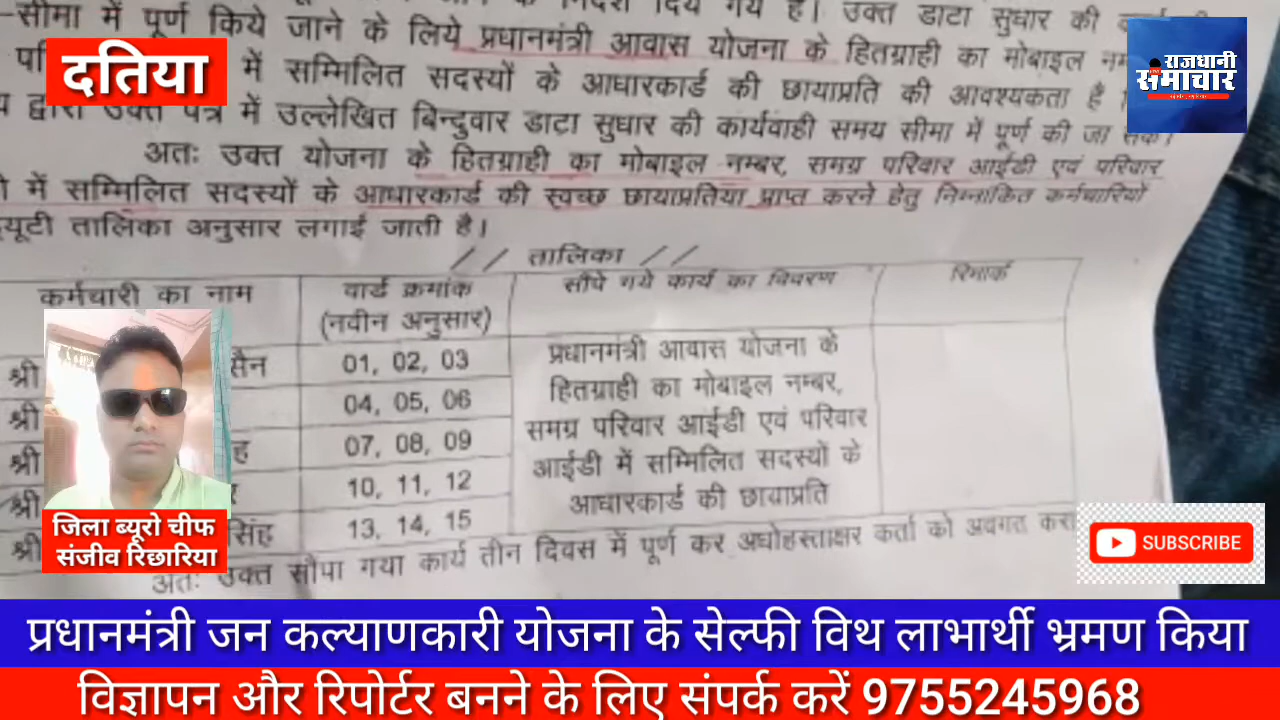 -सीमा में पूर्ण किये जाने के लिये प्रधानमंत्री आवास योजना के हितग्राही का मोबाइल
में सम्मिलित सदस्यों के आधारकार्ड की छायाप्रति की आवश्यकता है
द्वारा उक्त पत्र में उल्लेखित बिन्दुवार डाटा सुधार की कार्यवाही समय सीमा में पूर्ण की जा सके।
अतः उक्त योजना के हितग्राही का मोबाइल नम्बर, समग्र परिवार आईडी एवं परिवार
में सम्मिलित सदस्यों के आधारकार्ड की स्वच्छ छायाप्रतिया प्राप्त करने हेतु निम्नांकित कर्मचारियों
तालिका अनुसार लगाई जाती है।
// तालिका //
कर्मचारी का नाम
वार्ड क्रमांक
(नवीन अनुसार)
सौपे गये कार्य का विवरण
रिमार्क
श्री सैन
01, 02, 03
श्री
04, 05, 06
श्री
07, 08, 09
श्री
10, 11, 12
श्री सिंह
13, 14, 15
प्रधानमंत्री आवास योजना के
हितग्राही का मोबाइल नम्बर,
समग्र परिवार आईडी एवं परिवार
आईडी में सम्मिलित सदस्यों के
आधारकार्ड की छायाप्रति
अतः उक्त सौपा गया कार्य तीन दिवस में पूर्ण कर अधोहस्ताक्षर कर्ता को अवगत
दतिया
राजधानी
समाचार
जिला ब्यूरो चीफ
संजीव रिछारिया
SUBSCRIBE
प्रधानमंत्री जन कल्याणकारी योजना के सेल्फी विथ लाभार्थी भ्रमण किया
विज्ञापन और रिपोर्टर बनने के लिए संपर्क करें 9755245968